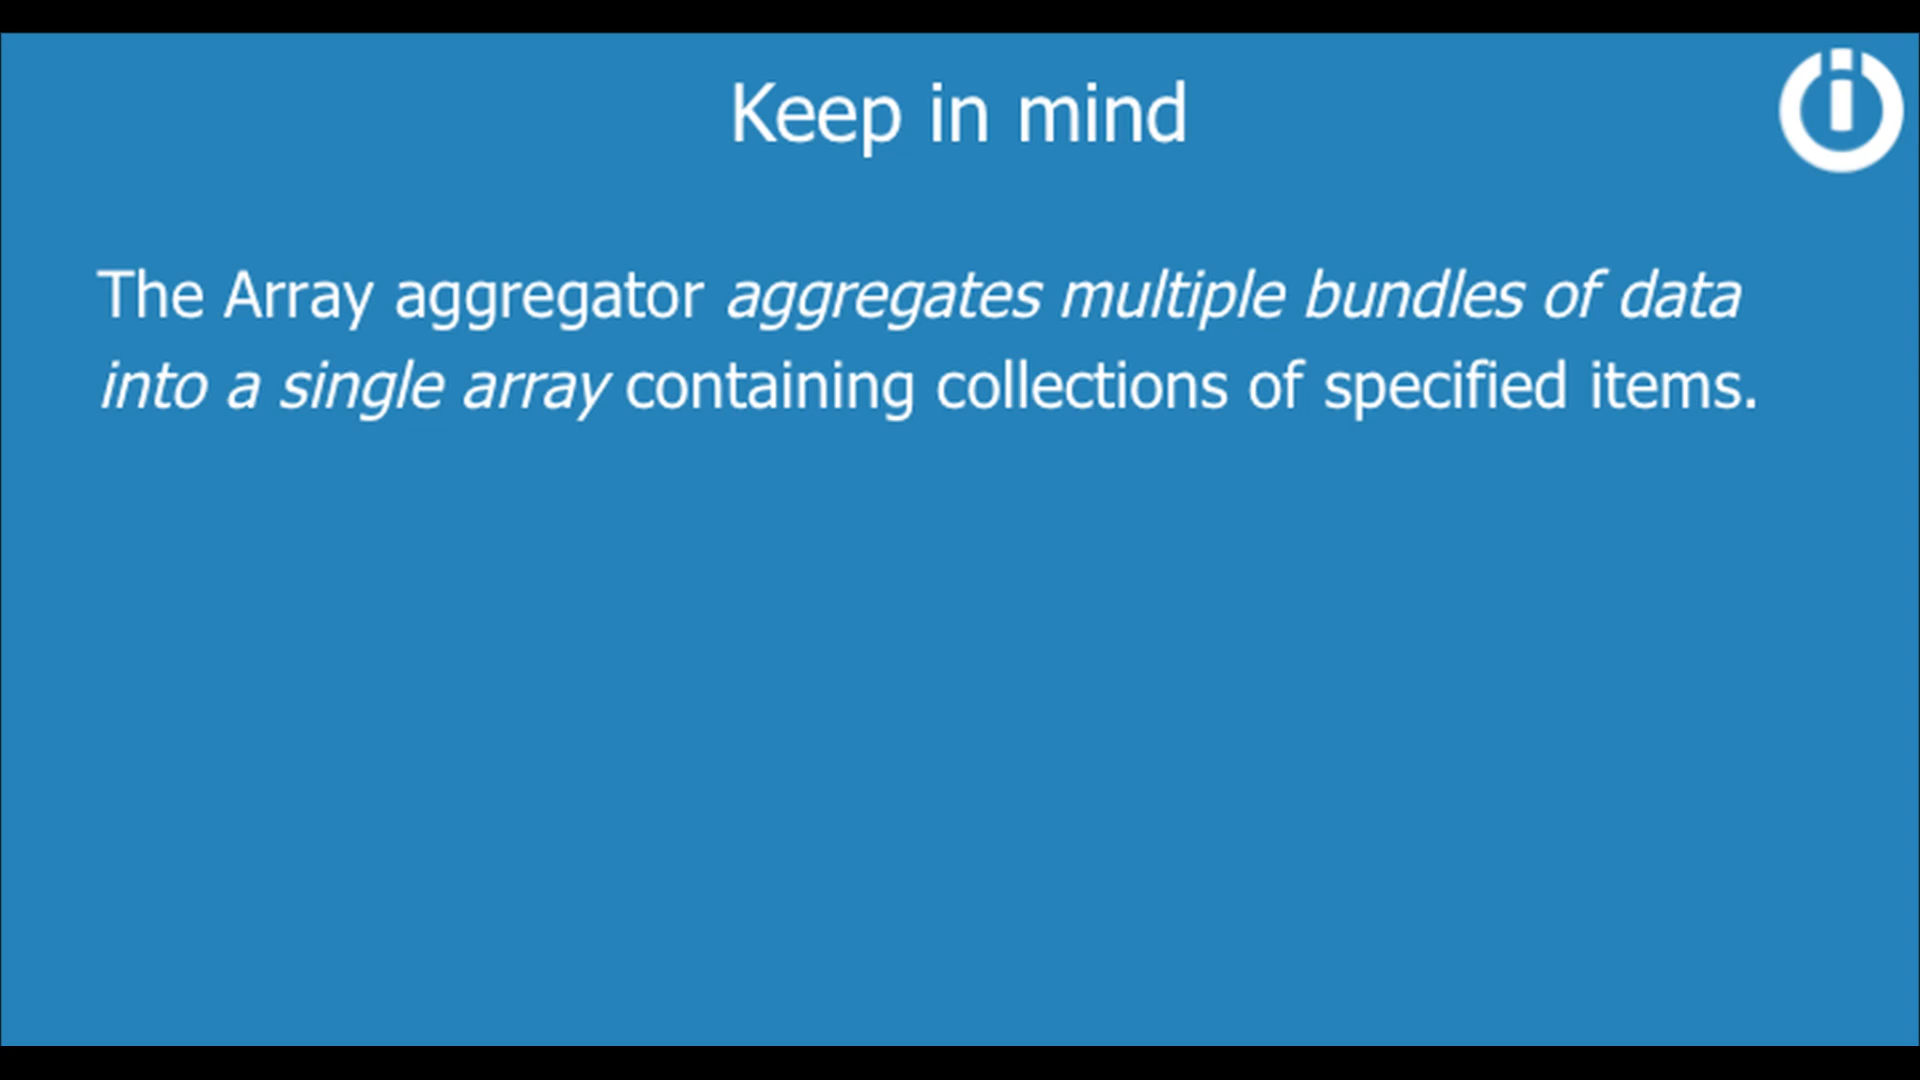 Keep in mind
The Array aggregator aggregates multiple bundles of data
into a single array containing collections of specified items.